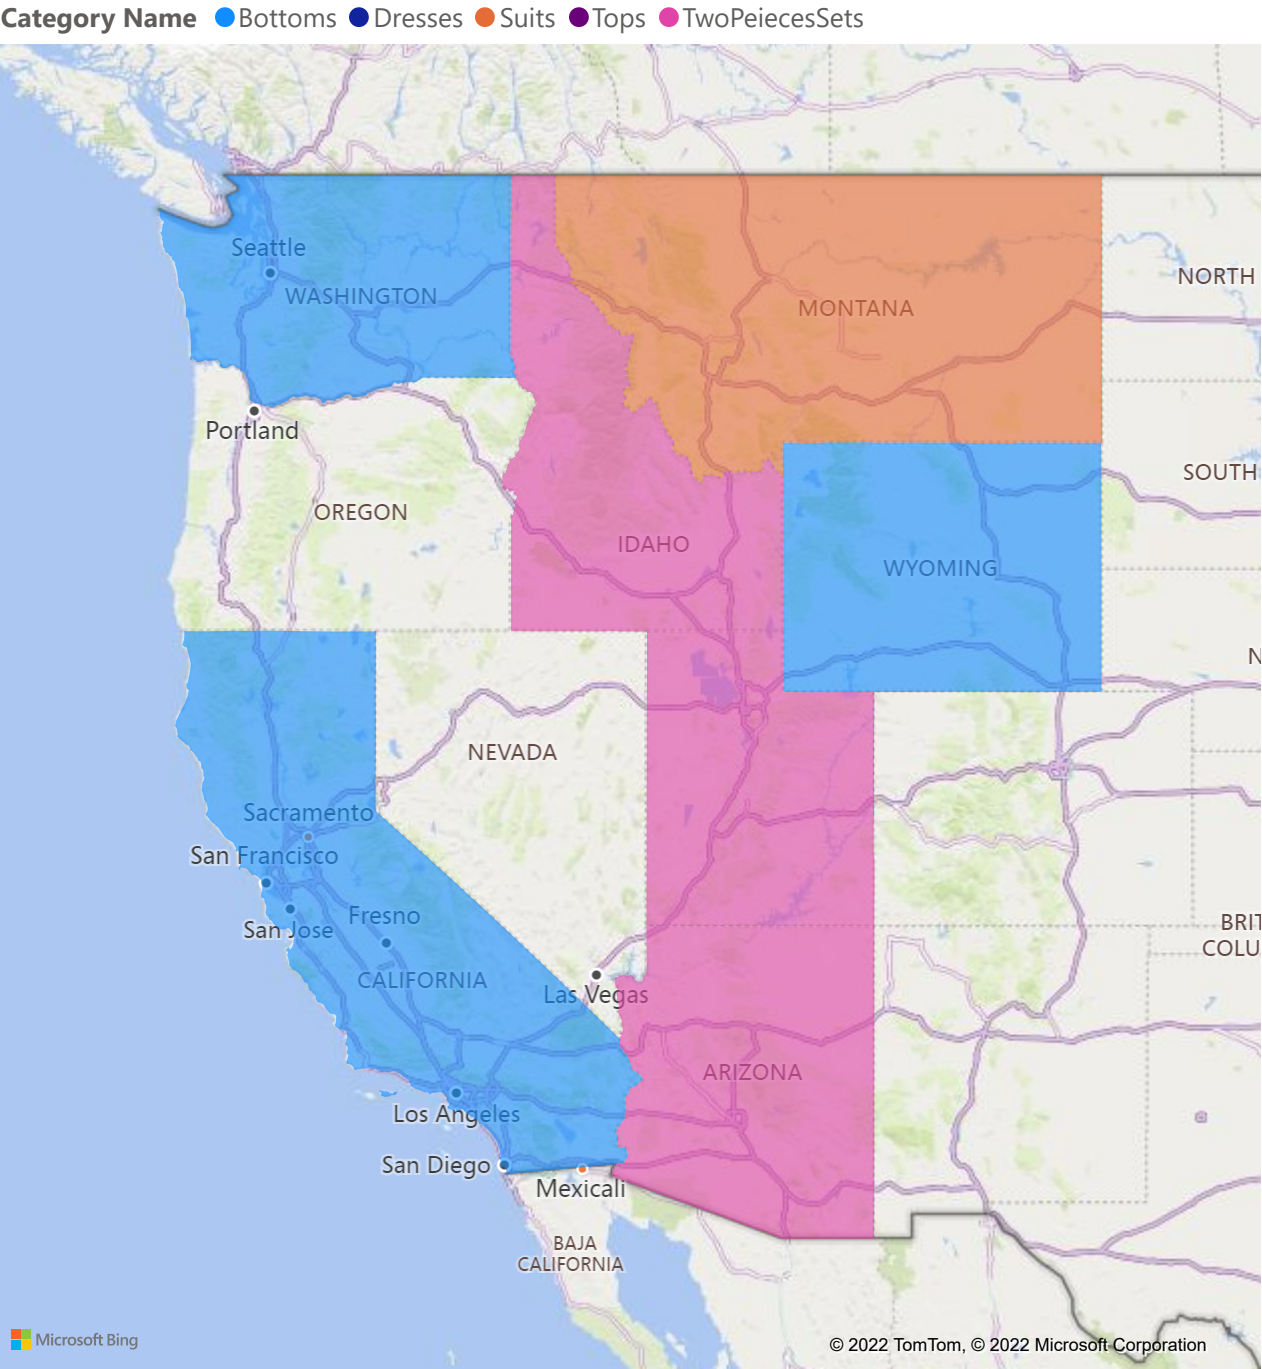 Category Name Bottoms Dresses Suits Tops TwoPeiecesSets
Seattle
WASHINGTON
NORTH
MONTANA
Portland
SOUTH
OREGON
IDAHO
WYOMING
N
NEVADA
Sacramento
San Francisco
Fresno
San Jose
BRIT
COLU
CALIFORNIA
Las Vegas
ARIZONA
Los Angeles
San Diego
Mexicali
BAJA
CALIFORNIA
Microsoft Bing
© 2022 TomTom, © 2022 Microsoft Corporation